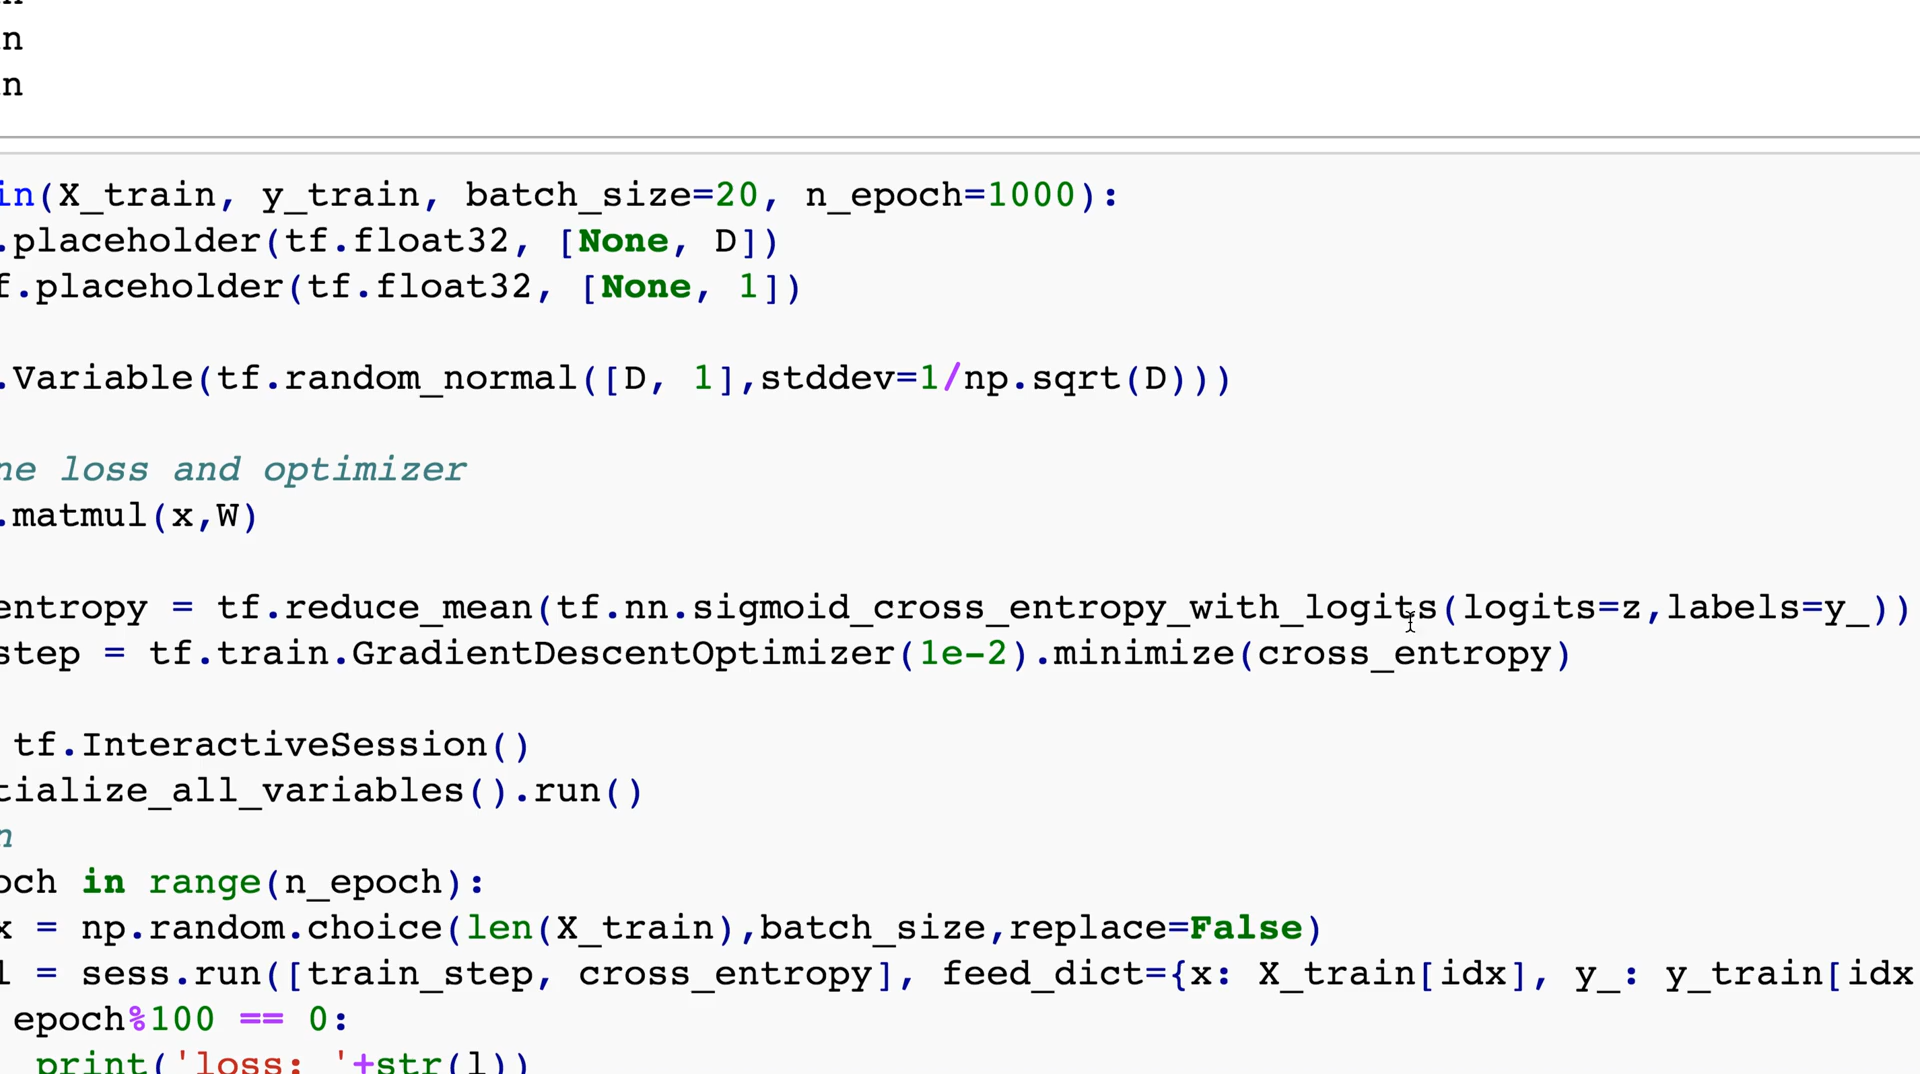 n
n
in(X_train, y_train, batch_size=20, n_epoch=1000):
.placeholder(tf.float32, [None, D])
f.placeholder(tf.float32, [None, 1])
.Variable(tf.random_normal([D, 1],stddev=1/np.sqrt(D)))
ne loss and optimizer
.matmul(x,W)
entropy = tf.reduce_mean(tf.nn.sigmoid_cross_entropy_with_logits(logits=z,labels=y_))
step = tf.train.GradientDescentOptimizer(1e-2).minimize(cross_entropy)
tf.InteractiveSession()
tialize_all_variables().run()
n
och in range(n_epoch):
x = np.random.choice(len(X_train),batch_size,replace=False)
l = sess.run([train_step, cross_entropy], feed_dict={x: X_train[idx], y_: y_train[idx
epoch%100 == 0:
print('loss: '+str(l))